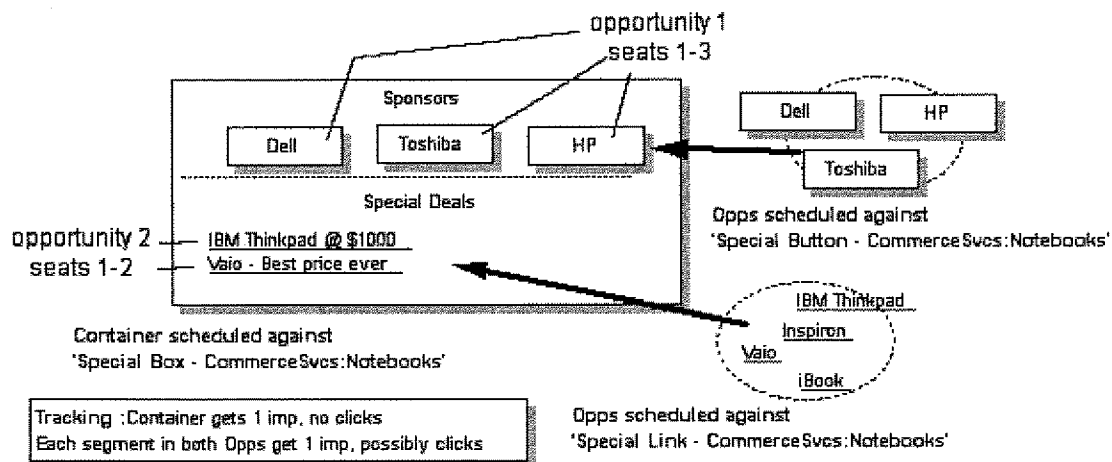 opportunity 1
seats 1-3
Sponsors
Dell
Toshiba
HP
Dell
HP
Toshiba
Special Deals
Opps scheduled against
'Special Button - CommerceSvcs:Notebooks'
opportunity 2
seats 1-2
IBM Thinkpad @ $1000
Vaio - Best price ever
IBM Thinkpad
Inspiron
Vaio
iBook
Container scheduled against
'Special Box - CommerceSvcs:Notebooks'
Tracking :Container gets 1 imp, no clicks
Each segment in both Opps get 1 imp, possibly clicks
Opps scheduled against
'Special Link - CommerceSvcs:Notebooks'